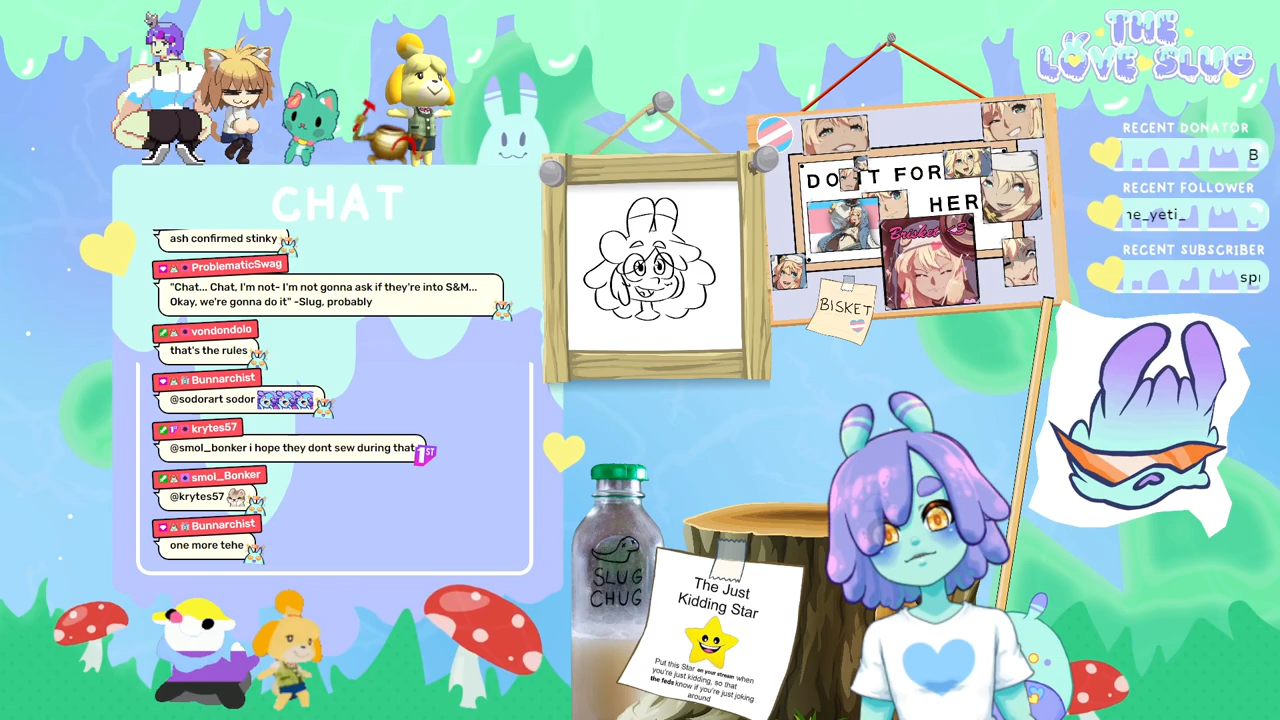 THE
LOVE SLUG
RECENT DONATOR
B
RECENT FOLLOWER
ne_yeti_
RECENT SUBSCRIBER
spi
CHAT
ash confirmed stinky
ProblematicSwag
"Chat... Chat, I'm not- I'm not gonna ask if they're into S&M...
Okay, we're gonna do it" -Slug, probably
vondondolo
that's the rules
Bunnarchist
@sodorart sodor
krytes57
@smol_bonker i hope they dont sew during that
1ST
smol_Bonker
@krytes57
Bunnarchist
one more tehe
DO IT FOR
HER
Brisket <3
BISKET
SLUG
CHUG
The Just
Kidding Star
Put this Star on your stream when
you're just kidding, so that
the feds know if you're just joking
around